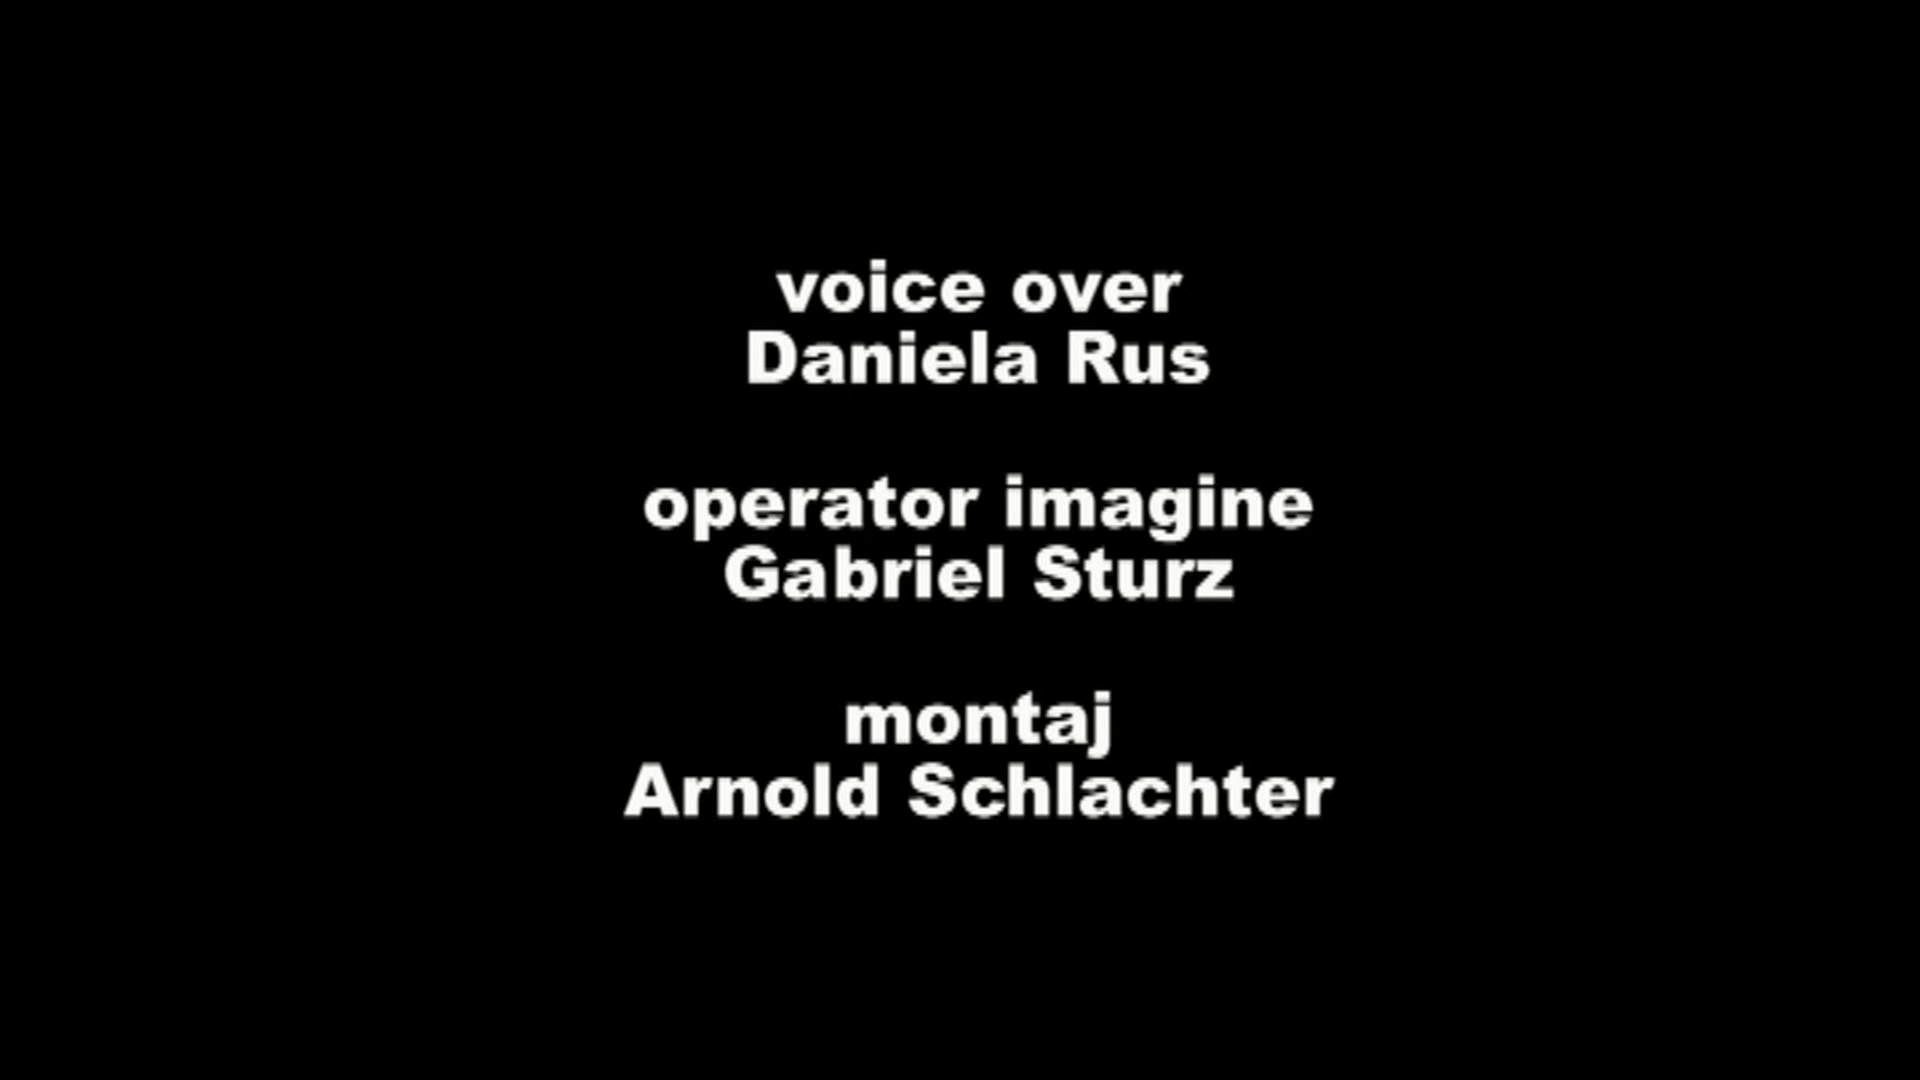 voice over
Daniela Rus
operator imagine
Gabriel Sturz
montaj
Arnold Schlachter